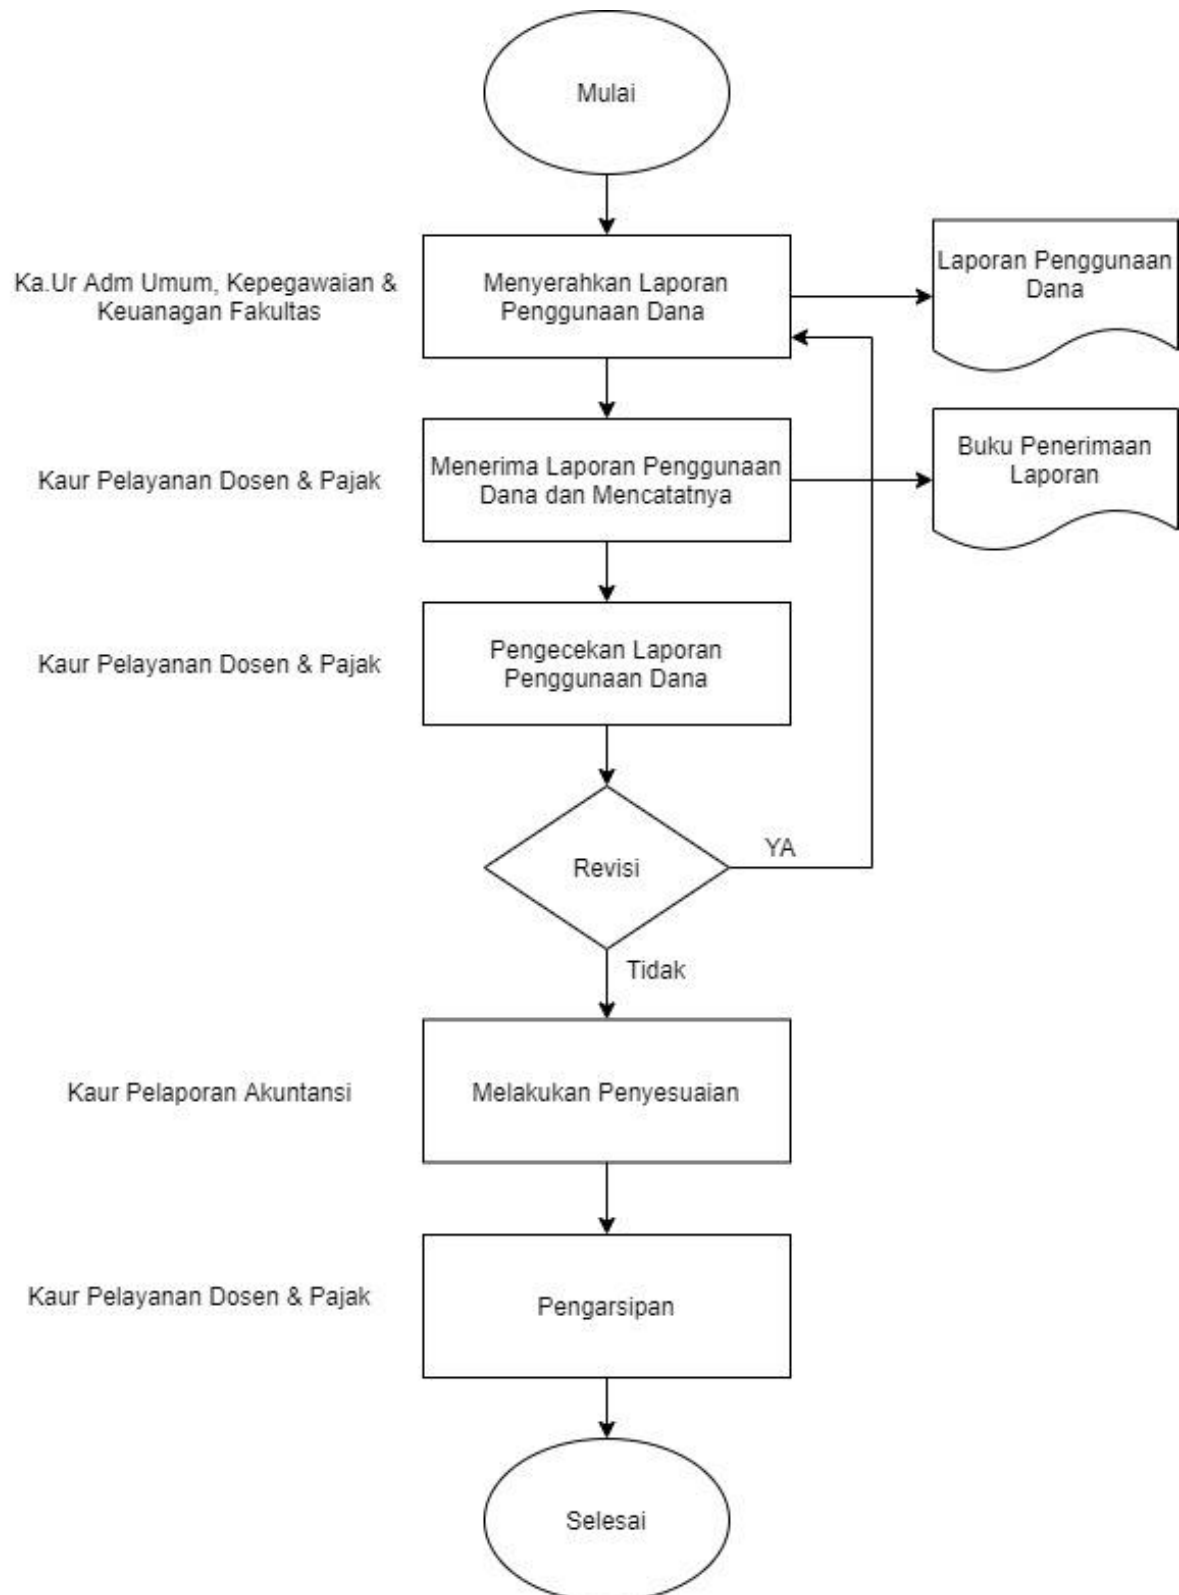 Mulai
Ka.Ur Adm Umum, Kepegawaian &
Keuanagan Fakultas
Menyerahkan Laporan
Penggunaan Dana
Laporan Penggunaan
Dana
Kaur Pelayanan Dosen & Pajak
Menerima Laporan Penggunaan
Dana dan Mencatatnya
Buku Penerimaan
Laporan
Kaur Pelayanan Dosen & Pajak
Pengecekan Laporan
Penggunaan Dana
Revisi
YA
Tidak
Kaur Pelaporan Akuntansi
Melakukan Penyesuaian
Kaur Pelayanan Dosen & Pajak
Pengarsipan
Selesai